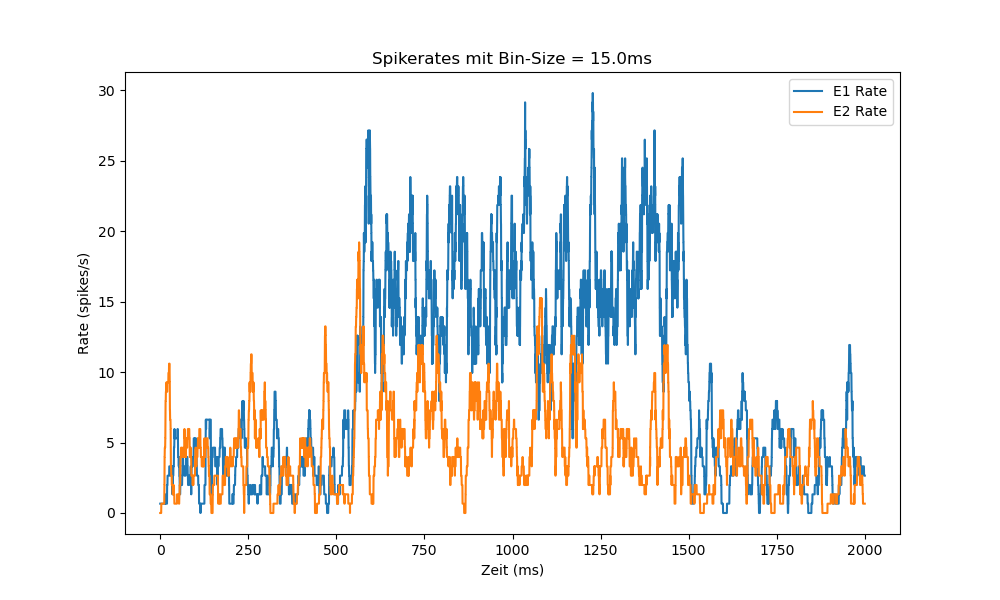 Spikerates mit Bin-Size = 15.0ms
E1 Rate
E2 Rate
30
25
20
15
10
5
0
Rate (spikes/s)
0 250 500 750 1000 1250 1500 1750 2000
Zeit (ms)